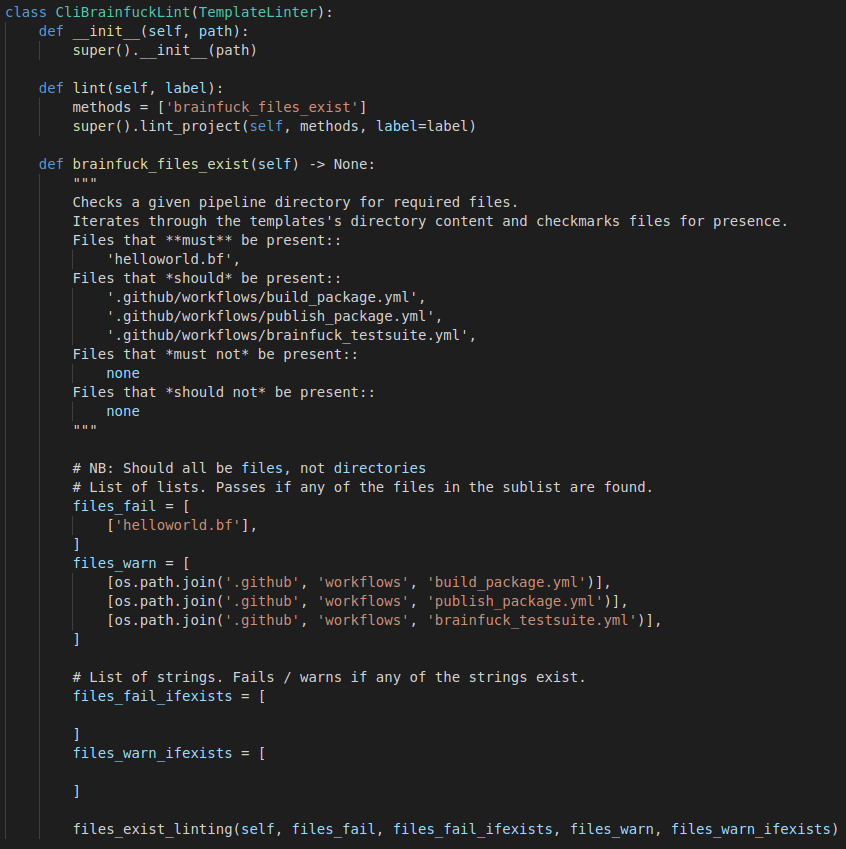 class CliBrainfuckLint(TemplateLinter):
    def __init__(self, path):
        super().__init__(path)

    def lint(self, label):
        methods = ['brainfuck_files_exist']
        super().lint_project(self, methods, label=label)

    def brainfuck_files_exist(self) -> None:
        """
        Checks a given pipeline directory for required files.
        Iterates through the templates's directory content and checkmarks files for presence.
        Files that **must** be present::
            'helloworld.bf',
        Files that *should* be present::
            '.github/workflows/build_package.yml',
            '.github/workflows/publish_package.yml',
            '.github/workflows/brainfuck_testsuite.yml',
        Files that *must not* be present::
            none
        Files that *should not* be present::
            none
        """

        # NB: Should all be files, not directories
        # List of lists. Passes if any of the files in the sublist are found.
        files_fail = [
            ['helloworld.bf'],
        ]
        files_warn = [
            [os.path.join('.github', 'workflows', 'build_package.yml')],
            [os.path.join('.github', 'workflows', 'publish_package.yml')],
            [os.path.join('.github', 'workflows', 'brainfuck_testsuite.yml')],
        ]

        # List of strings. Fails / warns if any of the strings exist.
        files_fail_ifexists = [

        ]
        files_warn_ifexists = [

        ]

        files_exist_linting(self, files_fail, files_fail_ifexists, files_warn, files_warn_ifexists)